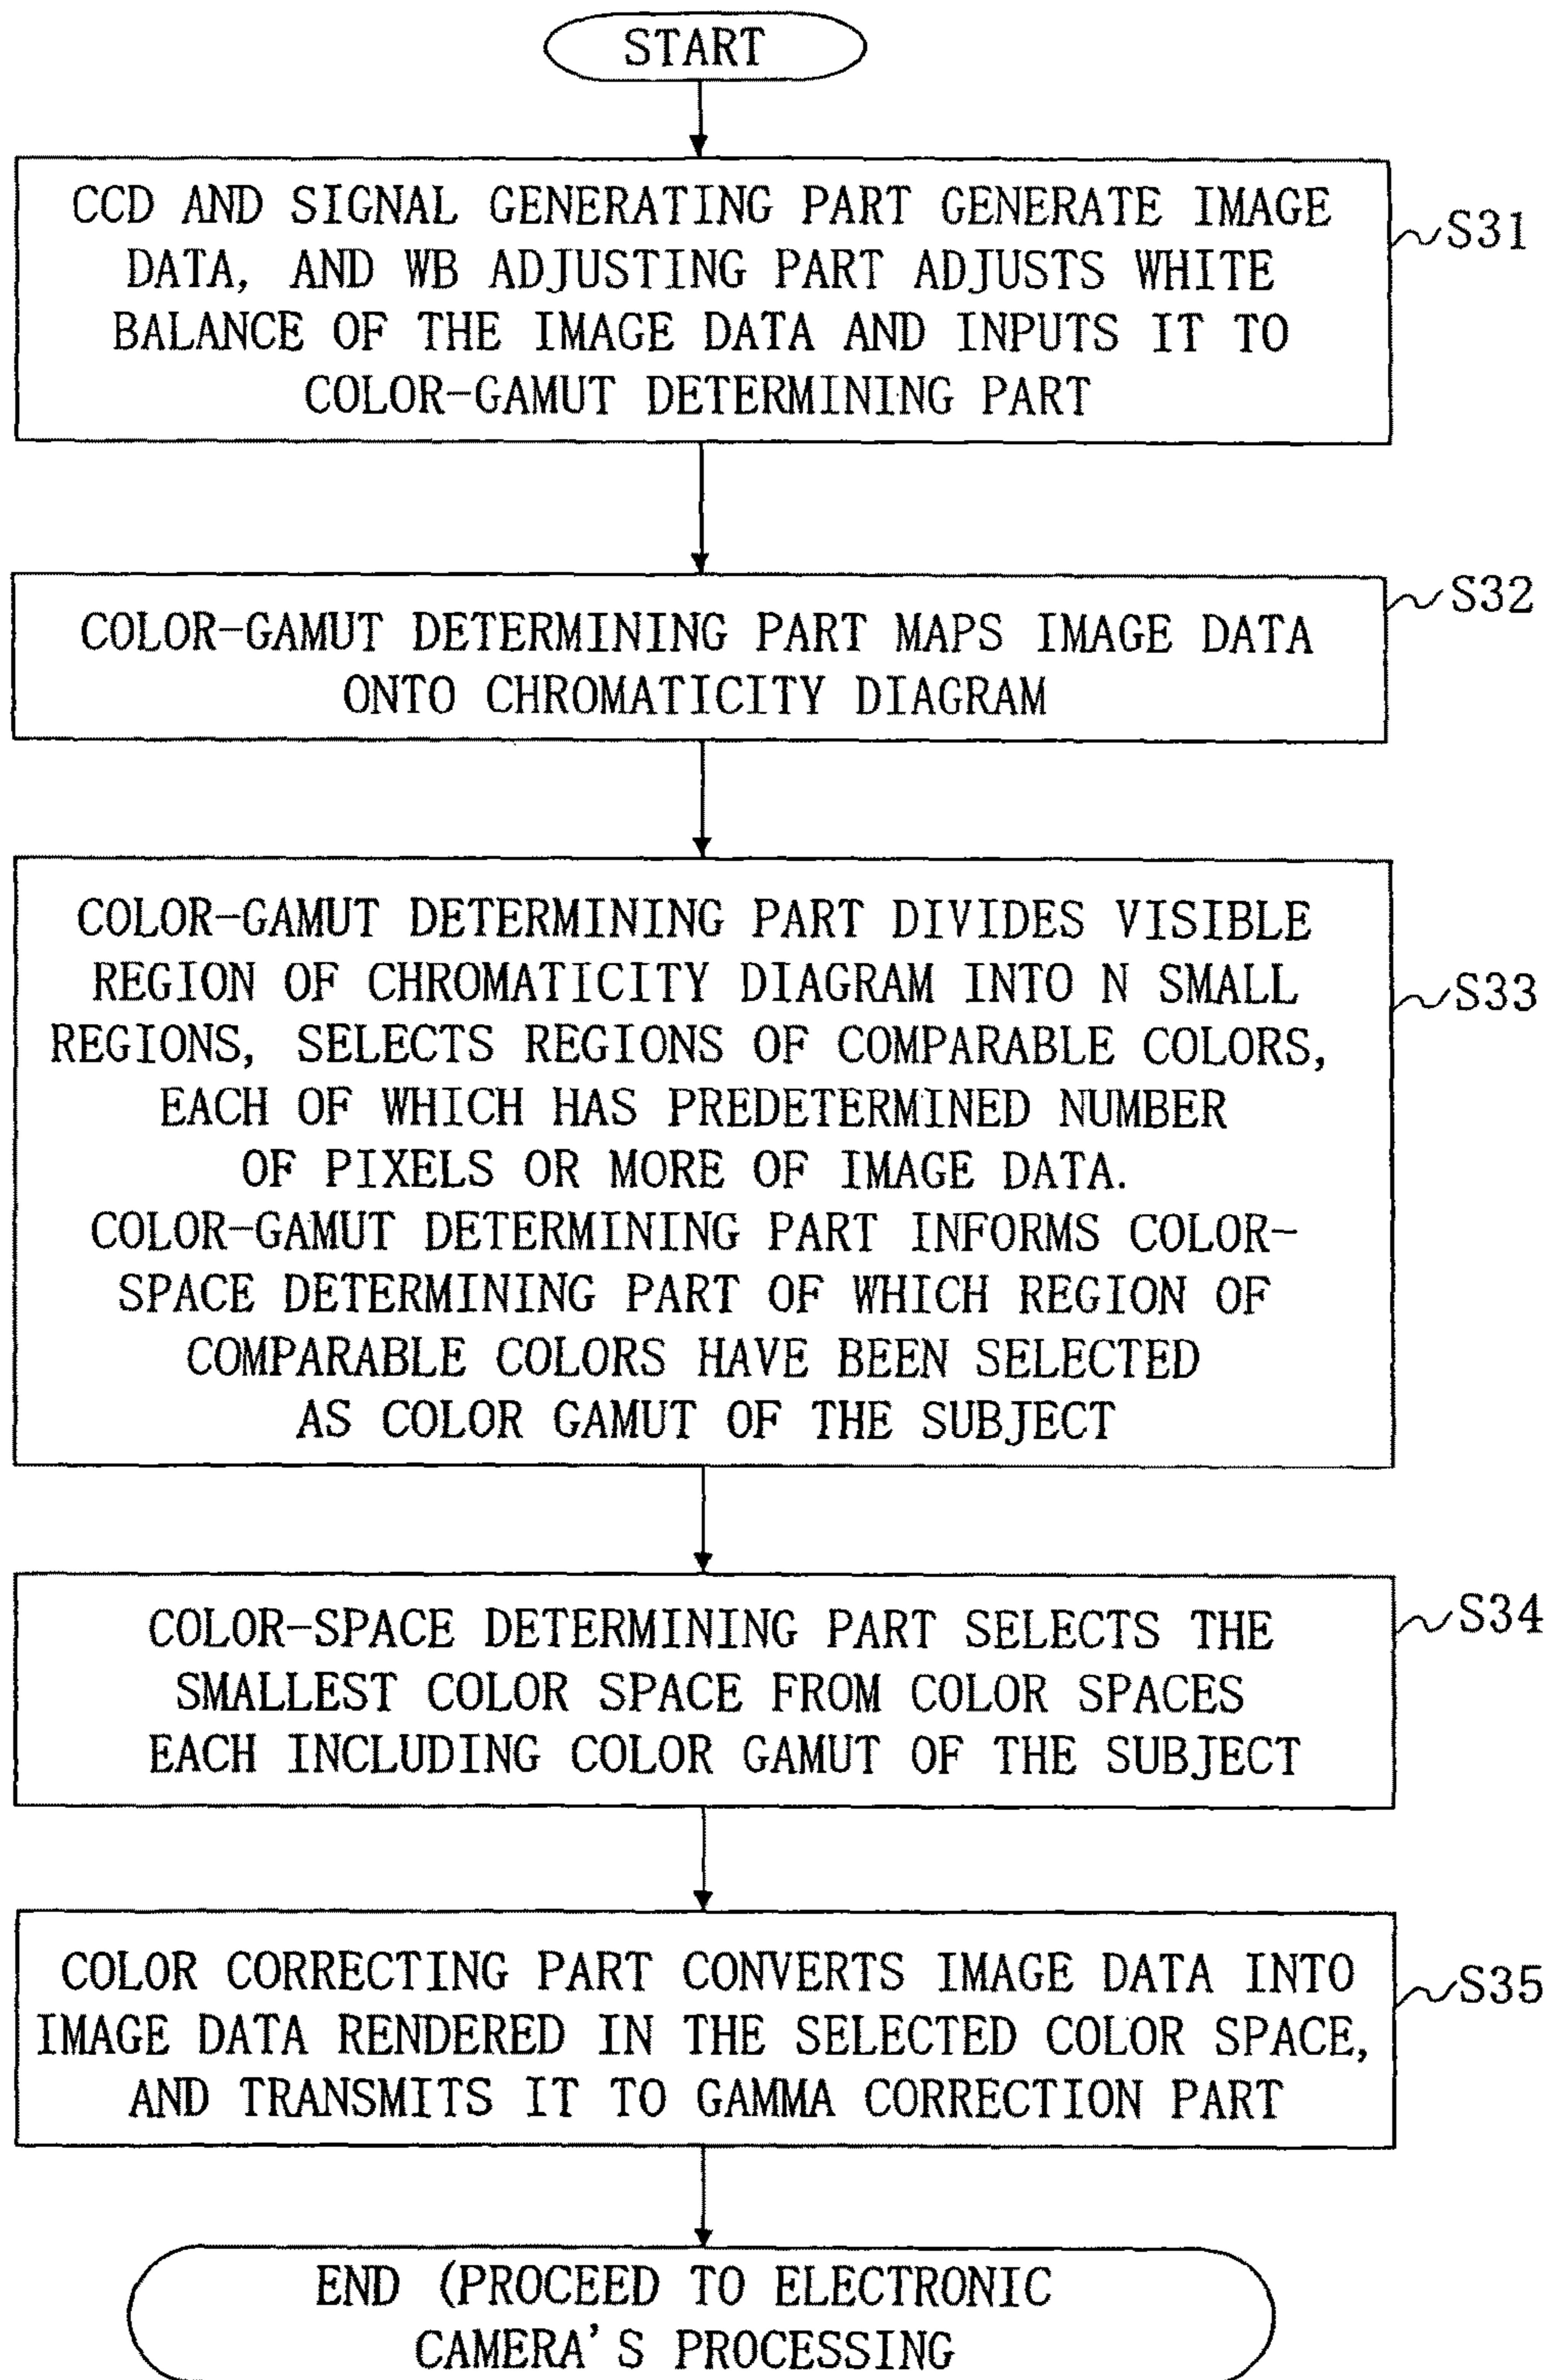 START
CCD AND SIGNAL GENERATING PART GENERATE IMAGE
DATA, AND WB ADJUSTING PART ADJUSTS WHITE
BALANCE OF THE IMAGE DATA AND INPUTS IT TO
COLOR-GAMUT DETERMINING PART
S31
COLOR-GAMUT DETERMINING PART MAPS IMAGE DATA
ONTO CHROMATICITY DIAGRAM
S32
COLOR-GAMUT DETERMINING PART DIVIDES VISIBLE
REGION OF CHROMATICITY DIAGRAM INTO N SMALL
REGIONS, SELECTS REGIONS OF COMPARABLE COLORS,
EACH OF WHICH HAS PREDETERMINED NUMBER
OF PIXELS OR MORE OF IMAGE DATA.
COLOR-GAMUT DETERMINING PART INFORMS COLOR-
SPACE DETERMINING PART OF WHICH REGION OF
COMPARABLE COLORS HAVE BEEN SELECTED
AS COLOR GAMUT OF THE SUBJECT
S33
COLOR-SPACE DETERMINING PART SELECTS THE
SMALLEST COLOR SPACE FROM COLOR SPACES
EACH INCLUDING COLOR GAMUT OF THE SUBJECT
S34
COLOR CORRECTING PART CONVERTS IMAGE DATA INTO
IMAGE DATA RENDERED IN THE SELECTED COLOR SPACE,
AND TRANSMITS IT TO GAMMA CORRECTION PART
S35
END (PROCEED TO ELECTRONIC
CAMERA'S PROCESSING